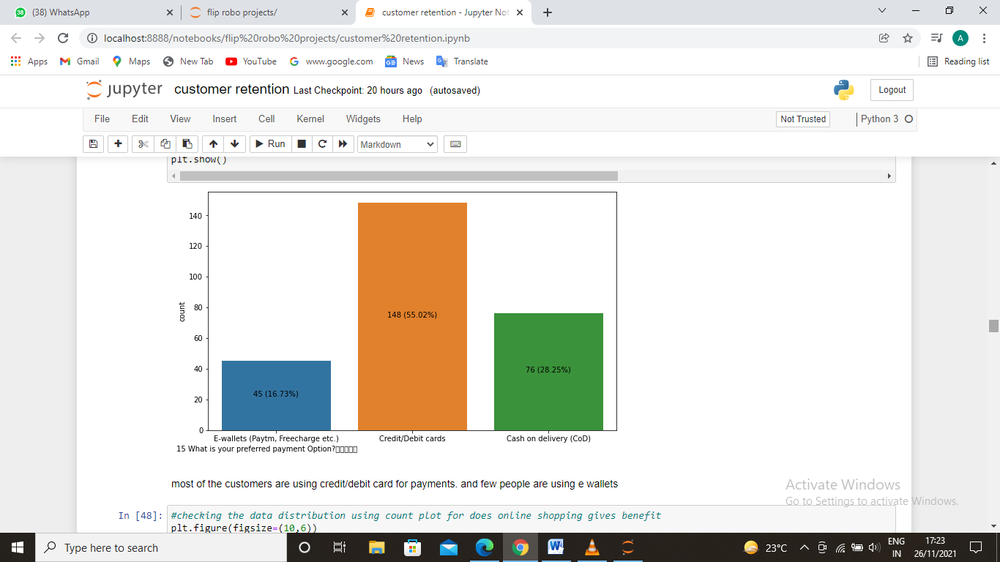 (38) WhatsApp
flip robo projects/
customer retention - Jupyter Not
localhost:8888/notebooks/flip%20robo%20projects/customer%20retention.ipynb
A
Apps Gmail Maps New Tab YouTube www.google.com News Translate Reading list
jupyter customer retention Last Checkpoint: 20 hours ago (autosaved) Logout
File Edit View Insert Cell Kernel Widgets Help Not Trusted Python 3
Run Markdown
plt.show()
140
120
100
80
60
40
20
0
count
148 (55.02%)
76 (28.25%)
45 (16.73%)
E-wallets (Paytm, Freecharge etc.) Credit/Debit cards Cash on delivery (CoD)
15 What is your preferred payment Option?
most of the customers are using credit/debit card for payments. and few people are using e wallets
Activate Windows
Go to Settings to activate Windows.
In [48]: #checking the data distribution using count plot for does online shopping gives benefit
plt.figure(figsize=(10,6))
Type here to search 23°C ENG 17:23
IN 26/11/2021